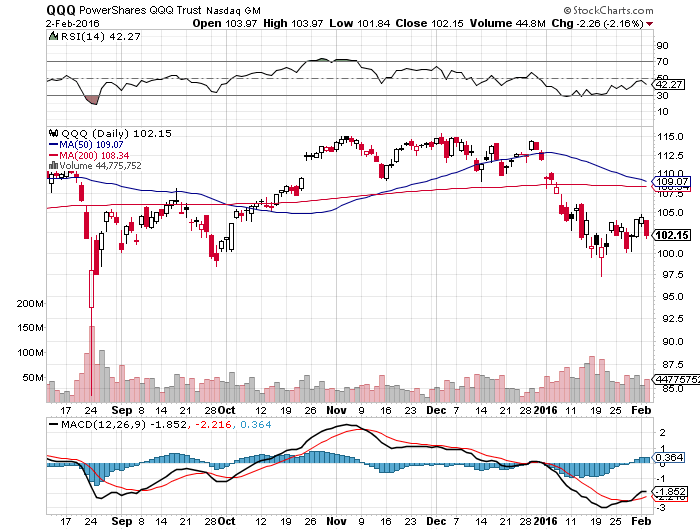 QQQ PowerShares QQQ Trust Nasdaq GM © StockCharts.com
2-Feb-2016 Open 103.97 High 103.97 Low 101.84 Close 102.15 Volume 44.8M Chg -2.26 (-2.16%)
RSI(14) 42.27
90
70
50
42.27
30
10
QQQ (Daily) 102.15
MA(50) 109.07
MA(200) 108.34
Volume 44,775,752
115.0
112.5
110.0
109.07
107.5
105.0
102.15
100.0
97.5
95.0
92.5
90.0
87.5
85.0
200M
150M
100M
50M
44775752
17 24 Sep 8 14 21 28 Oct 12 19 26 Nov 9 16 23 Dec 7 14 21 28 2016 11 19 25 Feb
MACD(12,26,9) -1.852, -2.216, 0.364
2
1
0.364
0
-1
-1.852
-2.216
-3
17 24 Sep 8 14 21 28 Oct 12 19 26 Nov 9 16 23 Dec 7 14 21 28 2016 11 19 25 Feb